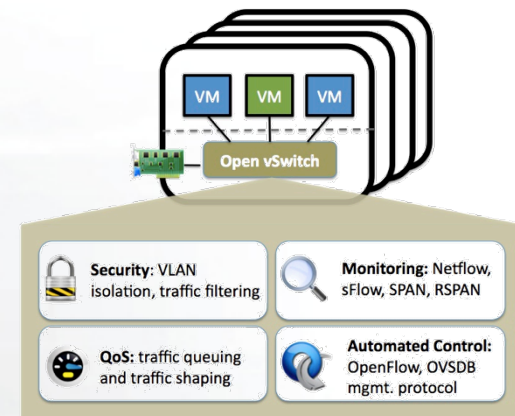 VM VM VM
Open vSwitch
Security: VLAN
isolation, traffic filtering
Monitoring: Netflow,
sFlow, SPAN, RSPAN
QoS: traffic queuing
and traffic shaping
Automated Control:
OpenFlow, OVSDB
mgmt. protocol